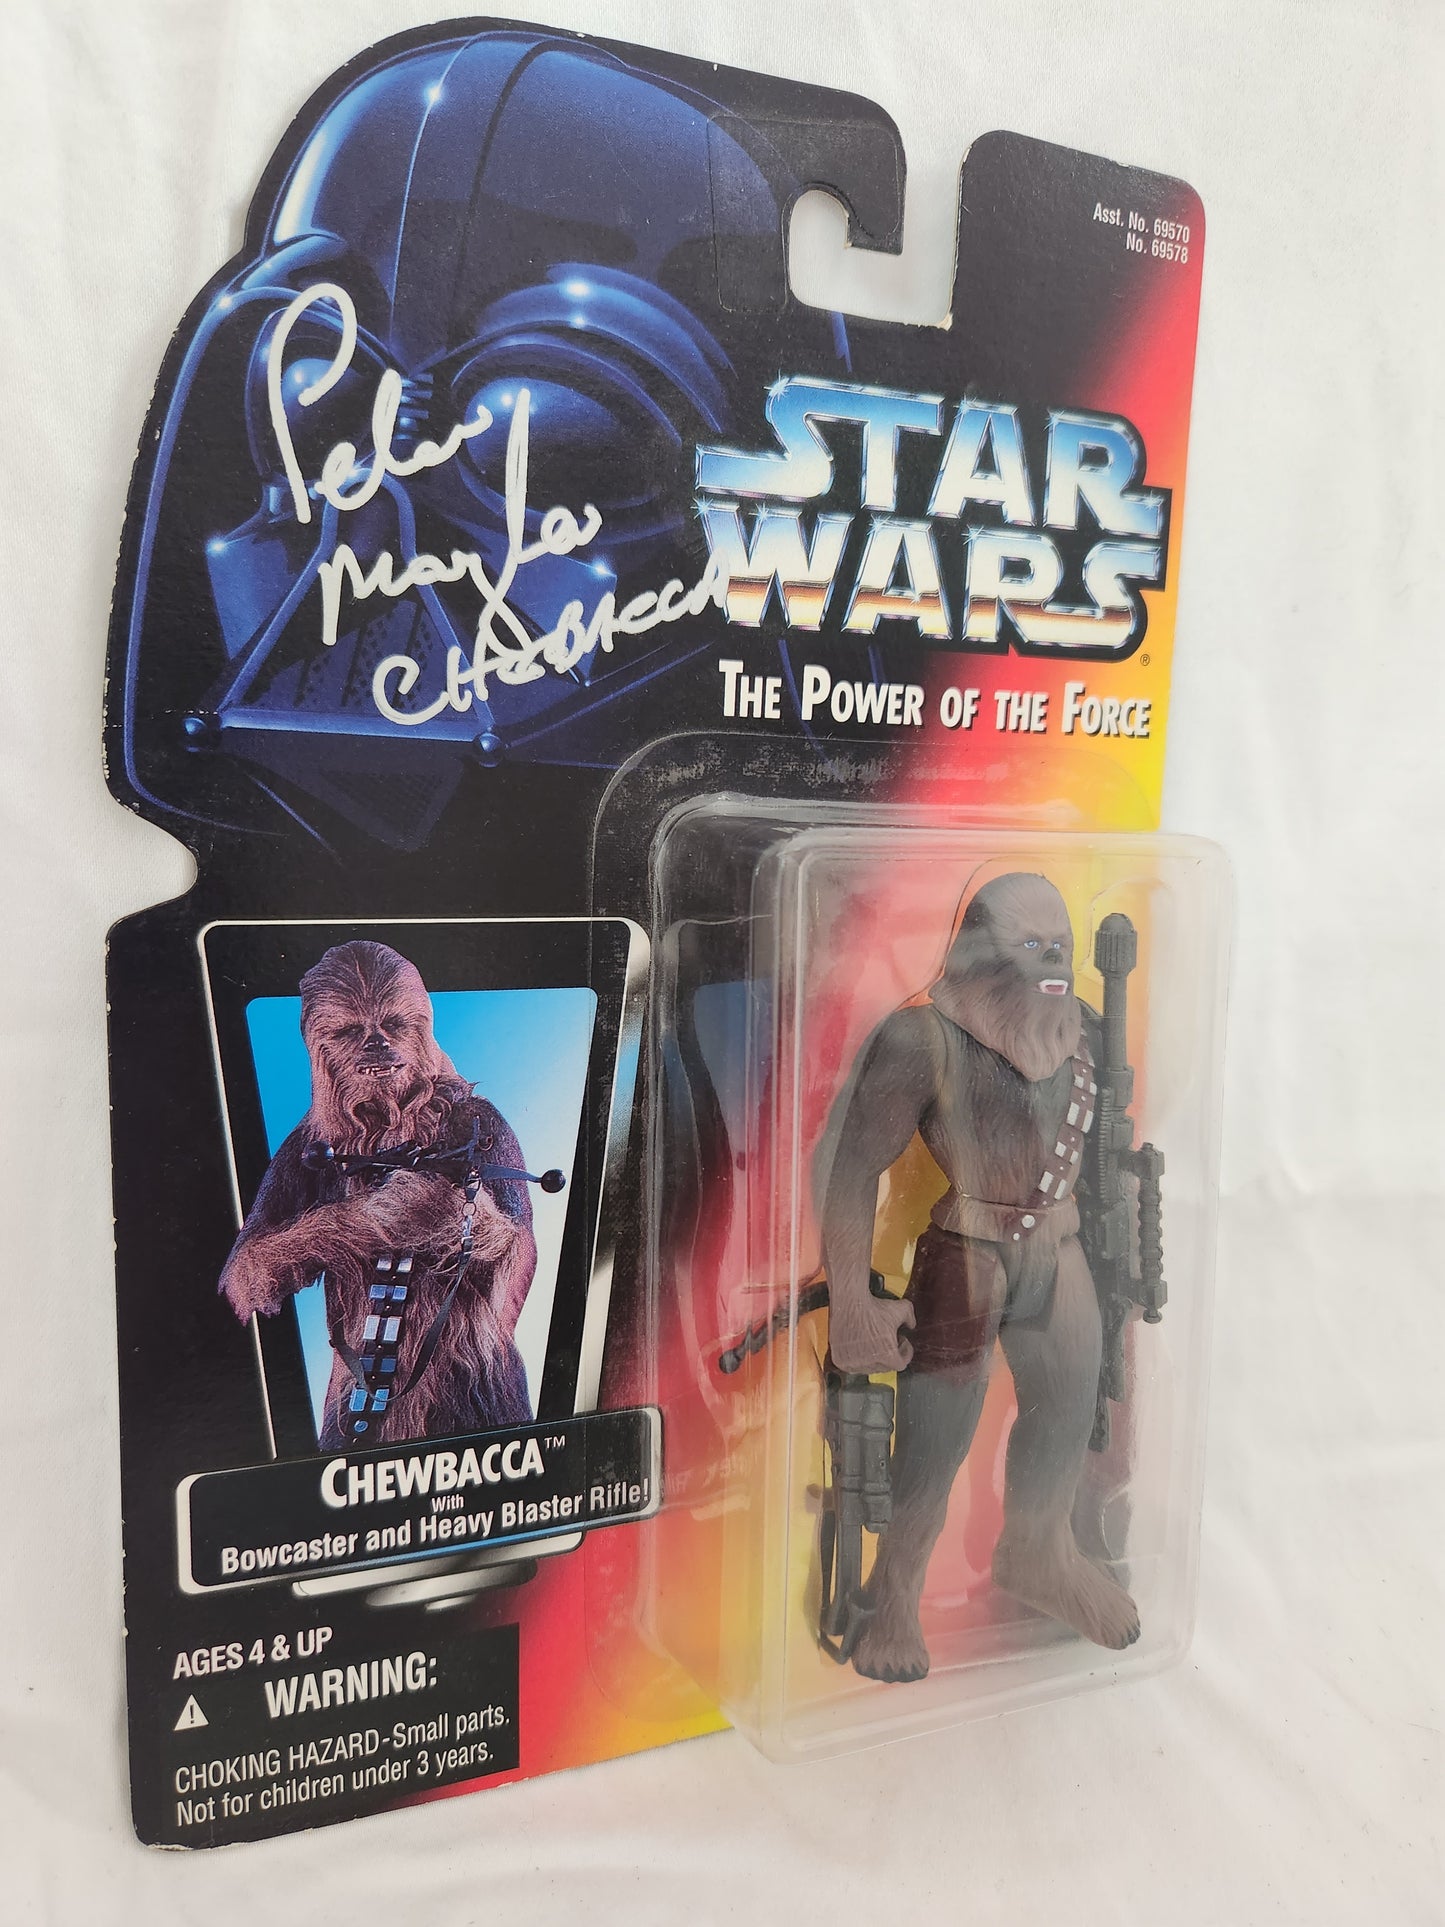 Asst. No. 69570
No. 69578
Peter
Mayhew
CHEWBACCA
STAR
WARS
®
THE POWER OF THE FORCE
CHEWBACCA™
With
Bowcaster and Heavy Blaster Rifle!
AGES 4 & UP
WARNING:
CHOKING HAZARD-Small parts.
Not for children under 3 years.